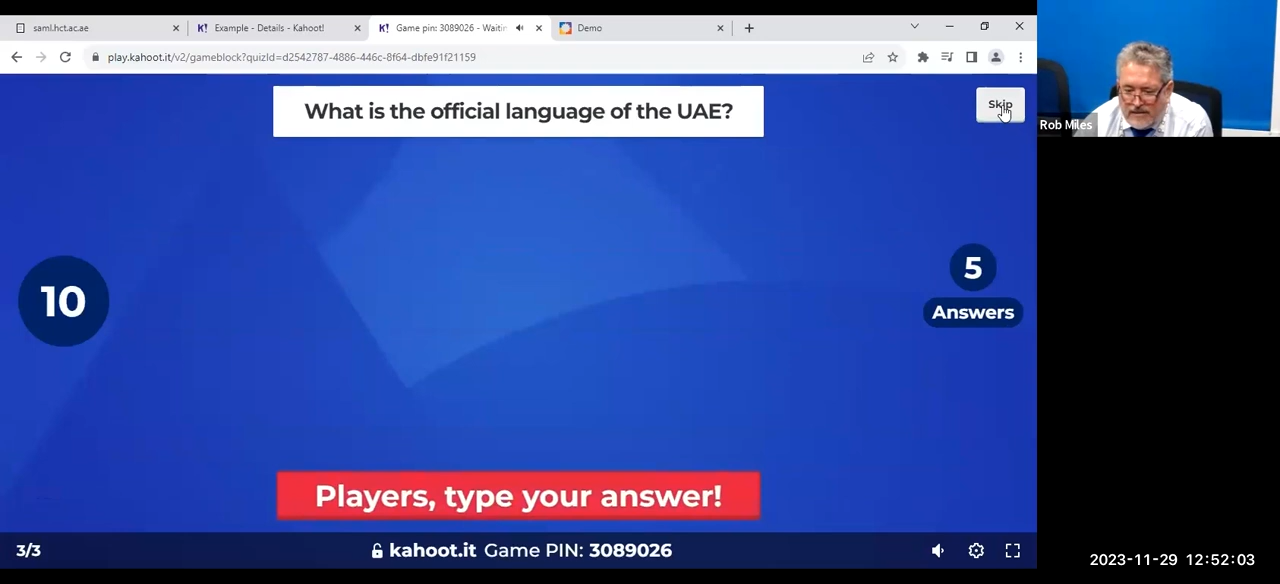 saml.hct.ac.ae
K! Example - Details - Kahoot!
K! Game pin: 3089026 - Waitin
Demo
play.kahoot.it/v2/gameblock?quizId=d2542787-4886-446c-8f64-dbfe91f21159
What is the official language of the UAE?
Skip
Rob Miles
10
5
Answers
Players, type your answer!
3/3
kahoot.it Game PIN: 3089026
2023-11-29 12:52:03